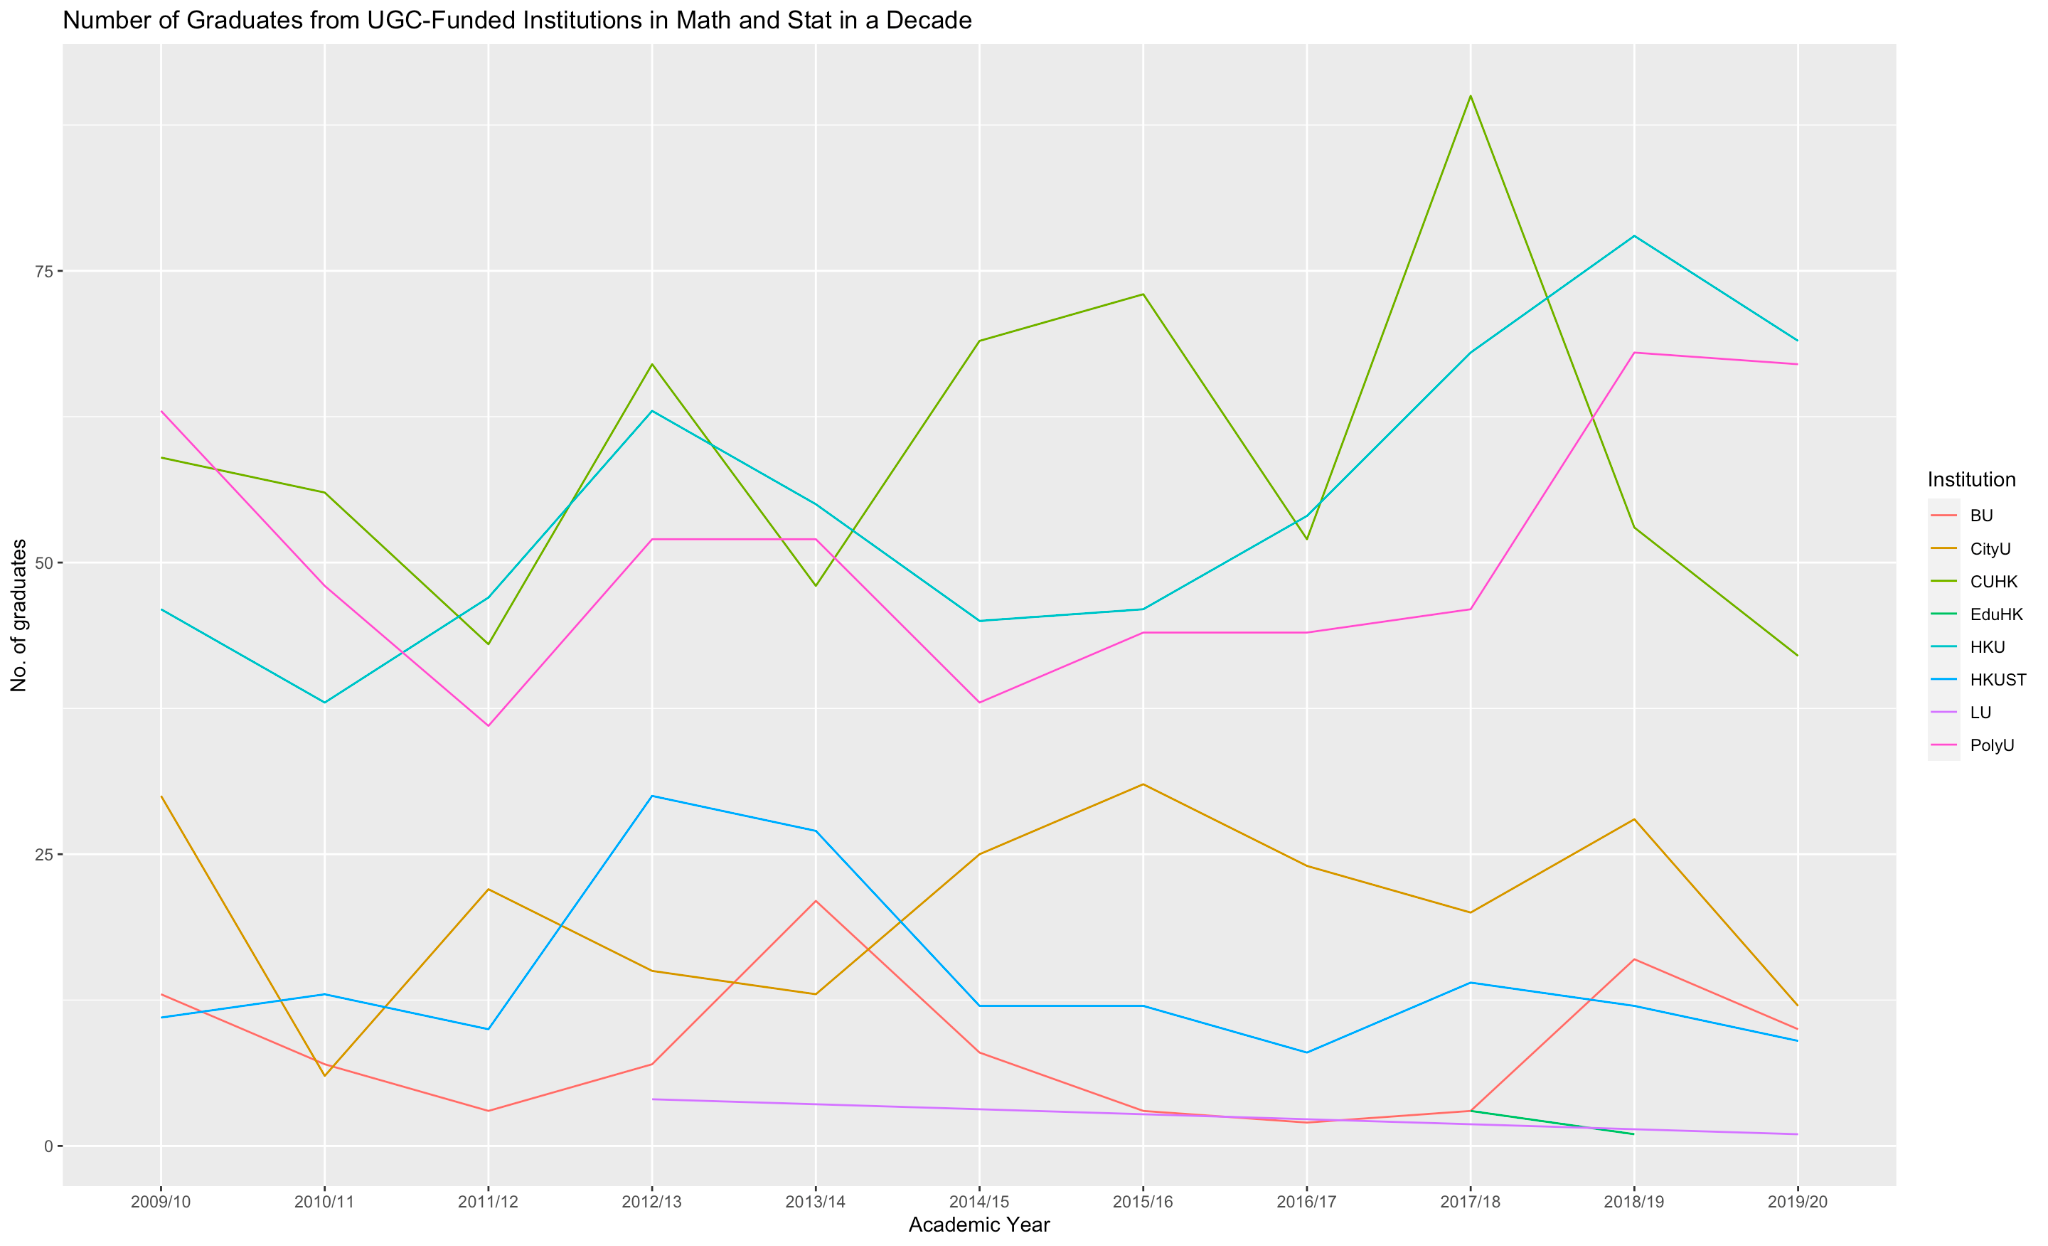 Number of Graduates from UGC-Funded Institutions in Math and Stat in a Decade
No. of graduates
75
50
25
0
2009/10 2010/11 2011/12 2012/13 2013/14 2014/15 2015/16 2016/17 2017/18 2018/19 2019/20
Academic Year
Institution
BU
CityU
CUHK
EduHK
HKU
HKUST
LU
PolyU